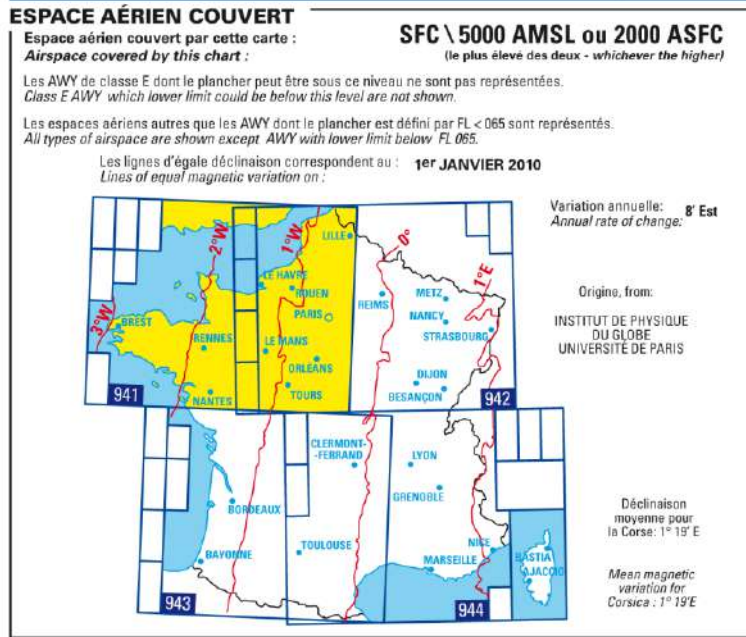 ESPACE AÉRIEN COUVERT
Espace aérien couvert par cette carte :
Airspace covered by this chart :
SFC \ 5000 AMSL ou 2000 ASFC
(le plus élevé des deux - whichever the higher)
Les AWY de classe E dont le plancher peut être sous ce niveau ne sont pas représentées.
Class E AWY which lower limit could be below this level are not shown.
Les espaces aériens autres que les AWY dont le plancher est défini par FL < 065 sont représentés.
All types of airspace are shown except AWY with lower limit below FL 065.
Les lignes d'égale déclinaison correspondent au : 1er JANVIER 2010
Lines of equal magnetic variation on :
Variation annuelle: 8' Est
Annual rate of change:
Origine, from:
INSTITUT DE PHYSIQUE
DU GLOBE
UNIVERSITÉ DE PARIS
3°W
2°W
1°W
0°
1°E
LILLE
LE HAVRE
ROUEN
REIMS
METZ
PARIS
NANCY
BREST
STRASBOURG
RENNES
LE MANS
ORLÉANS
DIJON
BESANÇON
TOURS
NANTES
941
942
CLERMONT-
-FERRAND
LYON
GRENOBLE
BORDEAUX
TOULOUSE
BAYONNE
MARSEILLE
NICE
BASTIA
AJACCIO
943
944
Déclinaison
moyenne pour
la Corse: 1° 19' E
Mean magnetic
variation for
Corsica : 1° 19'E